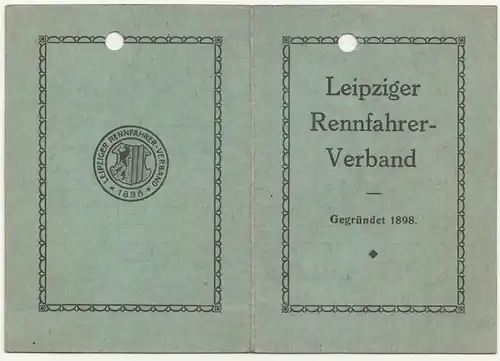 LEIPZIGER RENNFAHRER-VERBAND
* 1898 *
Leipziger
Rennfahrer-
Verband
—
Gegründet 1898.